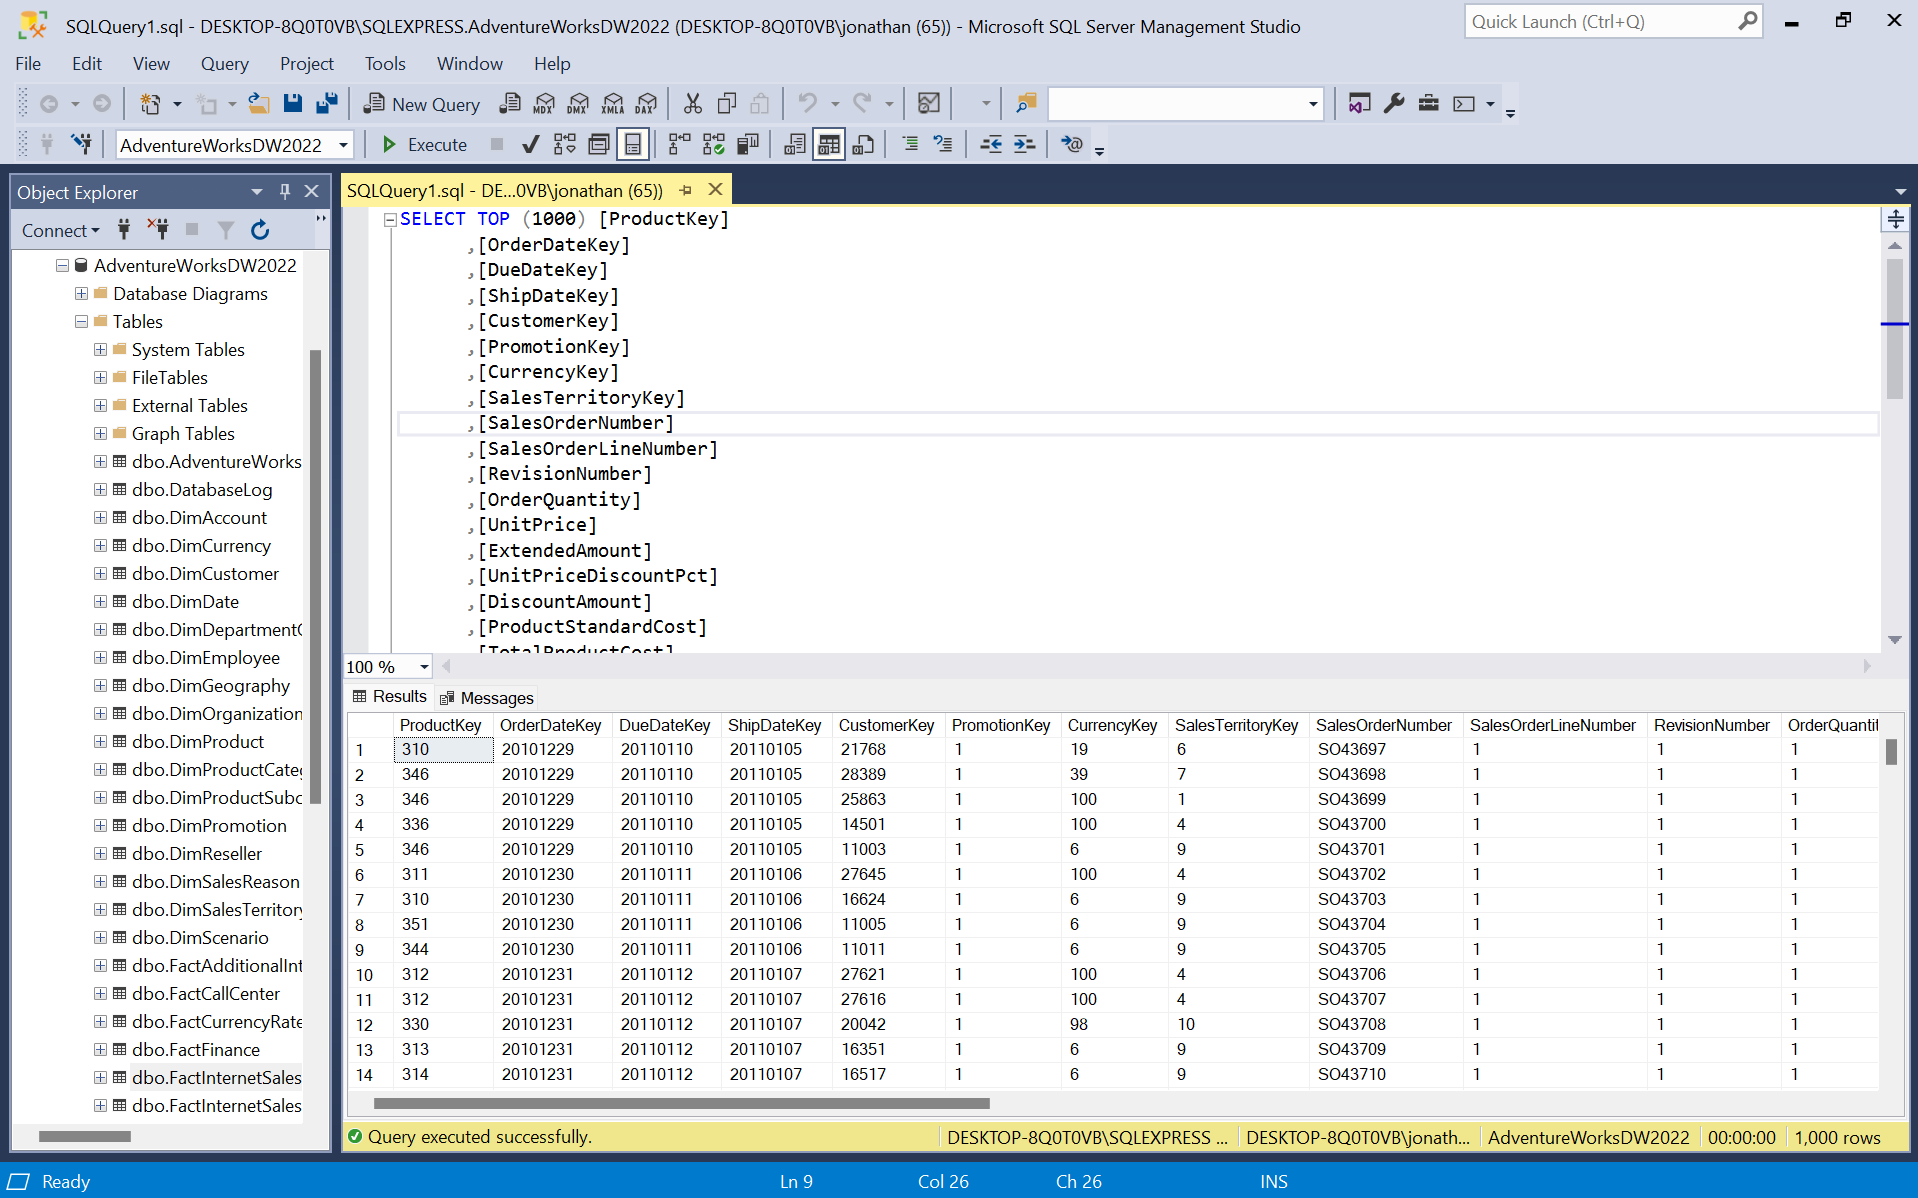 SQLQuery1.sql - DESKTOP-8Q0T0VB\SQLEXPRESS.AdventureWorksDW2022 (DESKTOP-8Q0T0VB\jonathan (65)) - Microsoft SQL Server Management Studio
Quick Launch (Ctrl+Q)
File Edit View Query Project Tools Window Help
New Query MDX DMX XMLA DAX
AdventureWorksDW2022 Execute
Object Explorer
Connect
AdventureWorksDW2022
Database Diagrams
Tables
System Tables
FileTables
External Tables
Graph Tables
dbo.AdventureWorks
dbo.DatabaseLog
dbo.DimAccount
dbo.DimCurrency
dbo.DimCustomer
dbo.DimDate
dbo.DimDepartment
dbo.DimEmployee
dbo.DimGeography
dbo.DimOrganization
dbo.DimProduct
dbo.DimProductCate
dbo.DimProductSubc
dbo.DimPromotion
dbo.DimReseller
dbo.DimSalesReason
dbo.DimSalesTerritory
dbo.DimScenario
dbo.FactAdditionalInt
dbo.FactCallCenter
dbo.FactCurrencyRate
dbo.FactFinance
dbo.FactInternetSales
dbo.FactInternetSales
SQLQuery1.sql - DE...0VB\jonathan (65))
SELECT TOP (1000) [ProductKey]
,[OrderDateKey]
,[DueDateKey]
,[ShipDateKey]
,[CustomerKey]
,[PromotionKey]
,[CurrencyKey]
,[SalesTerritoryKey]
,[SalesOrderNumber]
,[SalesOrderLineNumber]
,[RevisionNumber]
,[OrderQuantity]
,[UnitPrice]
,[ExtendedAmount]
,[UnitPriceDiscountPct]
,[DiscountAmount]
,[ProductStandardCost]
,[TotalProductCost]
100 %
Results Messages
ProductKey OrderDateKey DueDateKey ShipDateKey CustomerKey PromotionKey CurrencyKey SalesTerritoryKey SalesOrderNumber SalesOrderLineNumber RevisionNumber OrderQuantit
1 310 20101229 20110110 20110105 21768 1 19 6 SO43697 1 1 1
2 346 20101229 20110110 20110105 28389 1 39 7 SO43698 1 1 1
3 346 20101229 20110110 20110105 25863 1 100 1 SO43699 1 1 1
4 336 20101229 20110110 20110105 14501 1 100 4 SO43700 1 1 1
5 346 20101229 20110110 20110105 11003 1 6 9 SO43701 1 1 1
6 311 20101230 20110111 20110106 27645 1 100 4 SO43702 1 1 1
7 310 20101230 20110111 20110106 16624 1 6 9 SO43703 1 1 1
8 351 20101230 20110111 20110106 11005 1 6 9 SO43704 1 1 1
9 344 20101230 20110111 20110106 11011 1 6 9 SO43705 1 1 1
10 312 20101231 20110112 20110107 27621 1 100 4 SO43706 1 1 1
11 312 20101231 20110112 20110107 27616 1 100 4 SO43707 1 1 1
12 330 20101231 20110112 20110107 20042 1 98 10 SO43708 1 1 1
13 313 20101231 20110112 20110107 16351 1 6 9 SO43709 1 1 1
14 314 20101231 20110112 20110107 16517 1 6 9 SO43710 1 1 1
Query executed successfully. DESKTOP-8Q0T0VB\SQLEXPRESS ... DESKTOP-8Q0T0VB\jonath... AdventureWorksDW2022 00:00:00 1,000 rows
Ready Ln 9 Col 26 Ch 26 INS